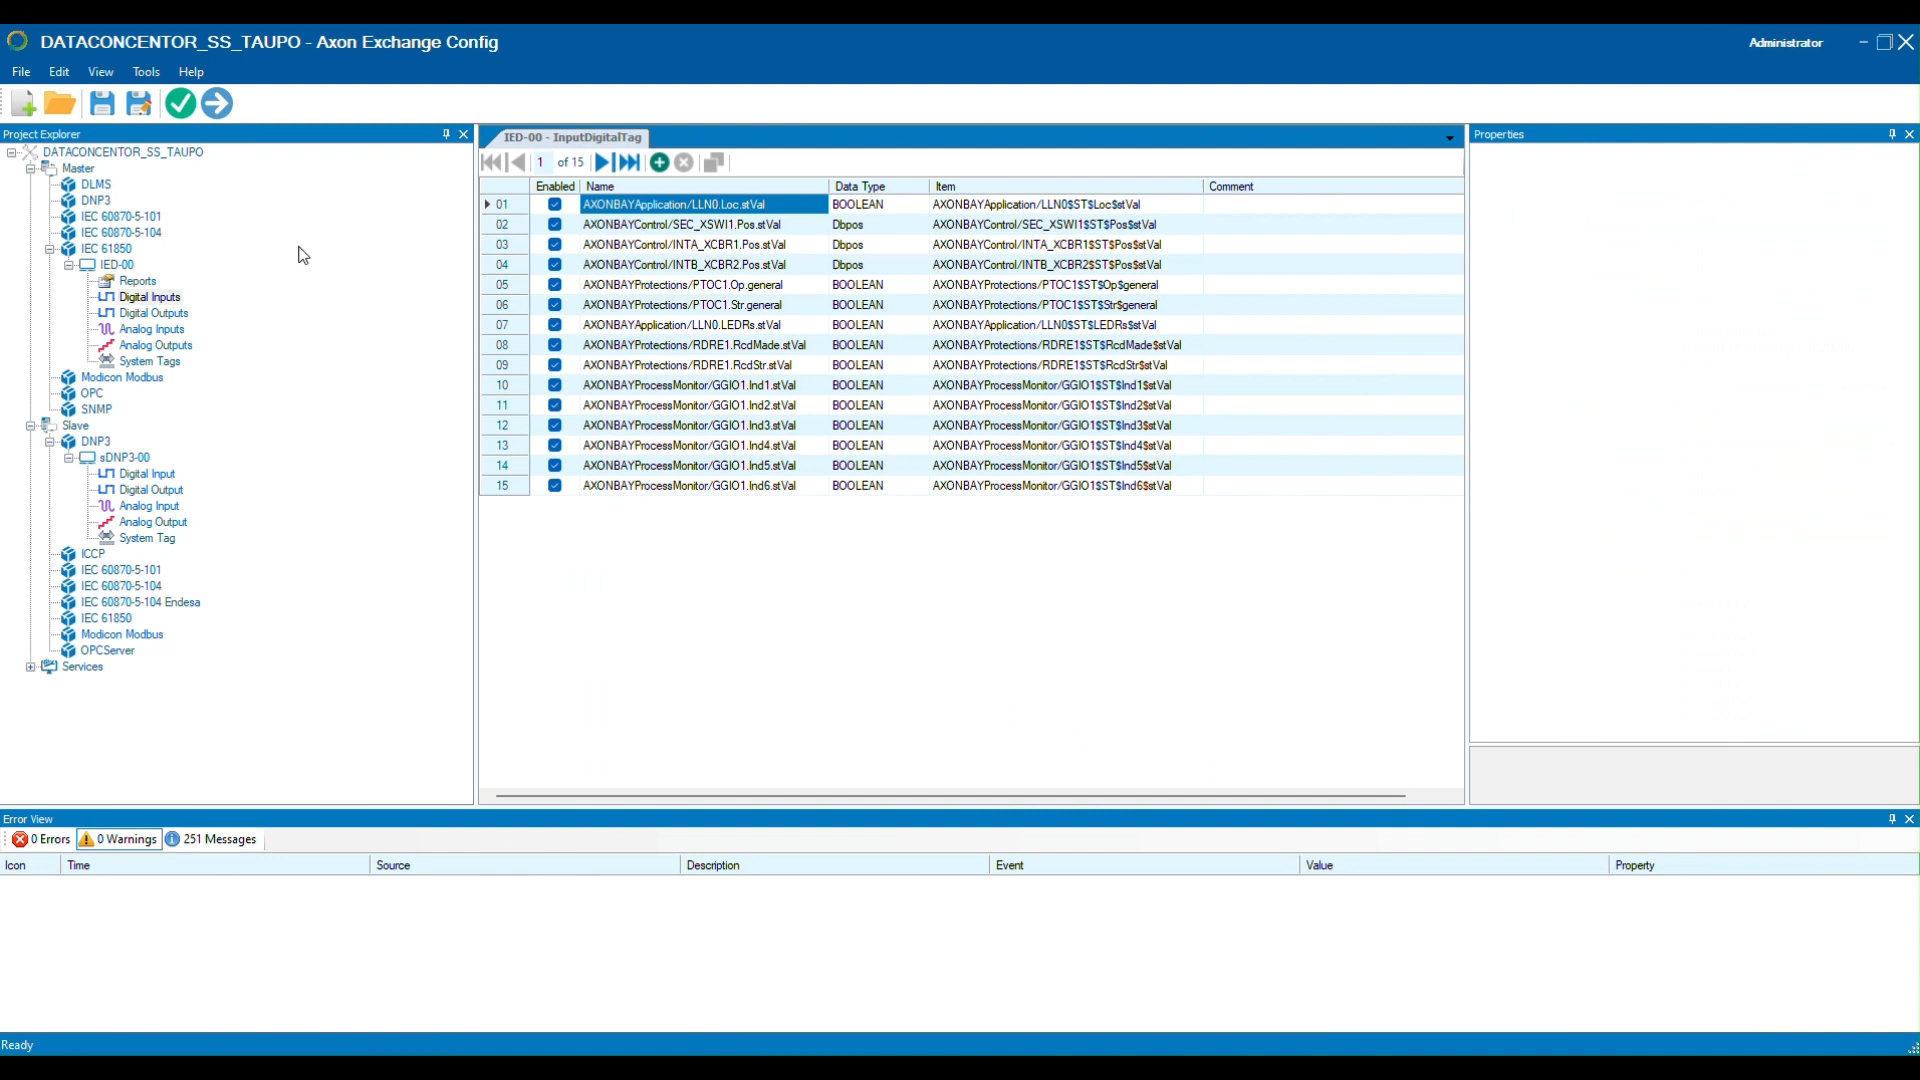 DATACONCENTOR_SS_TAUPO - Axon Exchange Config
Administrator
File Edit View Tools Help
Project Explorer
DATACONCENTOR_SS_TAUPO
Master
DLMS
DNP3
IEC 60870-5-101
IEC 60870-5-104
IEC 61850
IED-00
Reports
Digital Inputs
Digital Outputs
Analog Inputs
Analog Outputs
System Tags
Modicon Modbus
OPC
SNMP
Slave
DNP3
sDNP3-00
Digital Input
Digital Output
Analog Input
Analog Output
System Tag
ICCP
IEC 60870-5-101
IEC 60870-5-104
IEC 60870-5-104 Endesa
IEC 61850
Modicon Modbus
OPCServer
Services
IED-00 - InputDigitalTag
1 of 15
Enabled Name Data Type Item Comment
01 AXONBAYApplication/LLN0.Loc.stVal BOOLEAN AXONBAYApplication/LLN0$ST$Loc$stVal
02 AXONBAYControl/SEC_XSWI1.Pos.stVal Dbpos AXONBAYControl/SEC_XSWI1$ST$Pos$stVal
03 AXONBAYControl/INTA_XCBR1.Pos.stVal Dbpos AXONBAYControl/INTA_XCBR1$ST$Pos$stVal
04 AXONBAYControl/INTB_XCBR2.Pos.stVal Dbpos AXONBAYControl/INTB_XCBR2$ST$Pos$stVal
05 AXONBAYProtections/PTOC1.Op.general BOOLEAN AXONBAYProtections/PTOC1$ST$Op$general
06 AXONBAYProtections/PTOC1.Str.general BOOLEAN AXONBAYProtections/PTOC1$ST$Str$general
07 AXONBAYApplication/LLN0.LEDRs.stVal BOOLEAN AXONBAYApplication/LLN0$ST$LEDRs$stVal
08 AXONBAYProtections/RDRE1.RcdMade.stVal BOOLEAN AXONBAYProtections/RDRE1$ST$RcdMade$stVal
09 AXONBAYProtections/RDRE1.RcdStr.stVal BOOLEAN AXONBAYProtections/RDRE1$ST$RcdStr$stVal
10 AXONBAYProcessMonitor/GGIO1.Ind1.stVal BOOLEAN AXONBAYProcessMonitor/GGIO1$ST$Ind1$stVal
11 AXONBAYProcessMonitor/GGIO1.Ind2.stVal BOOLEAN AXONBAYProcessMonitor/GGIO1$ST$Ind2$stVal
12 AXONBAYProcessMonitor/GGIO1.Ind3.stVal BOOLEAN AXONBAYProcessMonitor/GGIO1$ST$Ind3$stVal
13 AXONBAYProcessMonitor/GGIO1.Ind4.stVal BOOLEAN AXONBAYProcessMonitor/GGIO1$ST$Ind4$stVal
14 AXONBAYProcessMonitor/GGIO1.Ind5.stVal BOOLEAN AXONBAYProcessMonitor/GGIO1$ST$Ind5$stVal
15 AXONBAYProcessMonitor/GGIO1.Ind6.stVal BOOLEAN AXONBAYProcessMonitor/GGIO1$ST$Ind6$stVal
Properties
Error View
0 Errors 0 Warnings 251 Messages
Icon Time Source Description Event Value Property
Ready